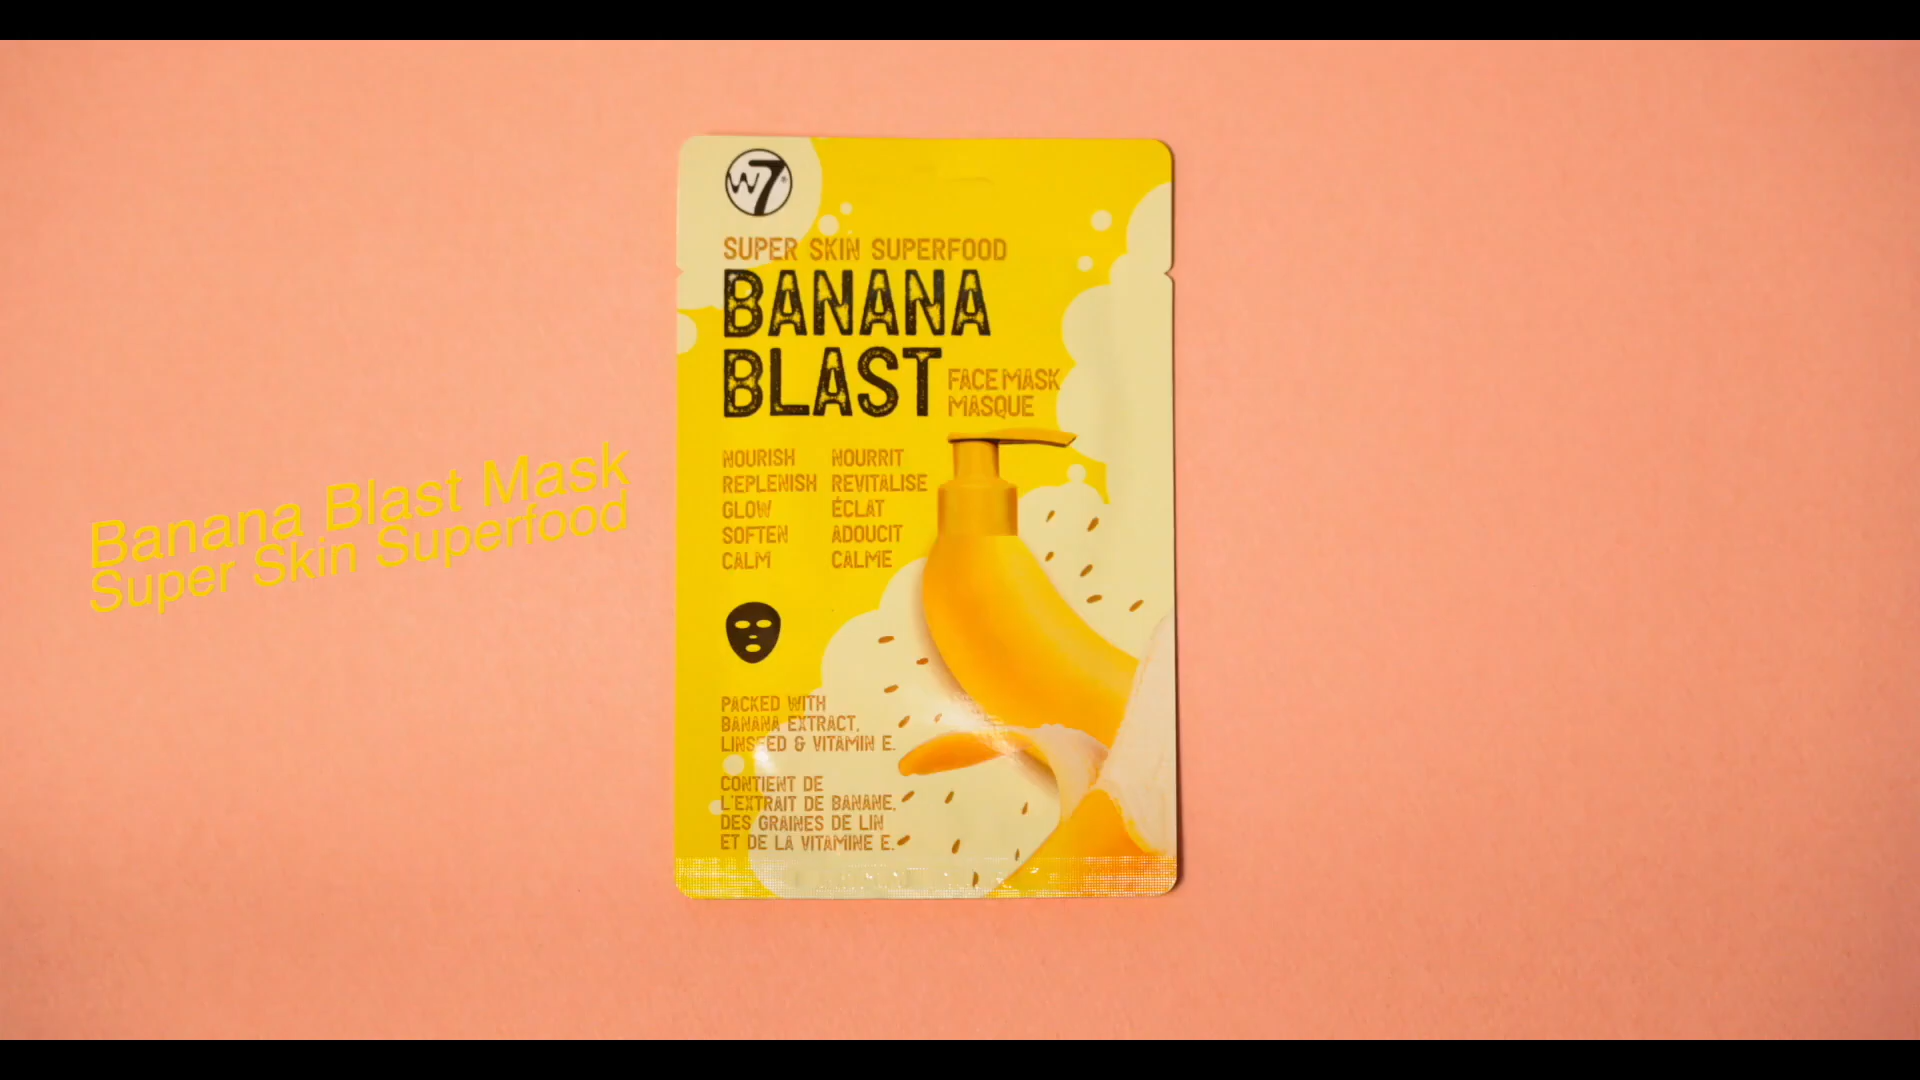 Banana Blast Mask
Super Skin Superfood
W7
SUPER SKIN SUPERFOOD
BANANA
BLAST
FACE MASK
MASQUE
NOURISH NOURRIT
REPLENISH REVITALISE
GLOW ÉCLAT
SOFTEN ADOUCIT
CALM CALME
PACKED WITH
BANANA EXTRACT,
LINSEED & VITAMIN E.
CONTIENT DE
L'EXTRAIT DE BANANE,
DES GRAINES DE LIN
ET DE LA VITAMINE E.